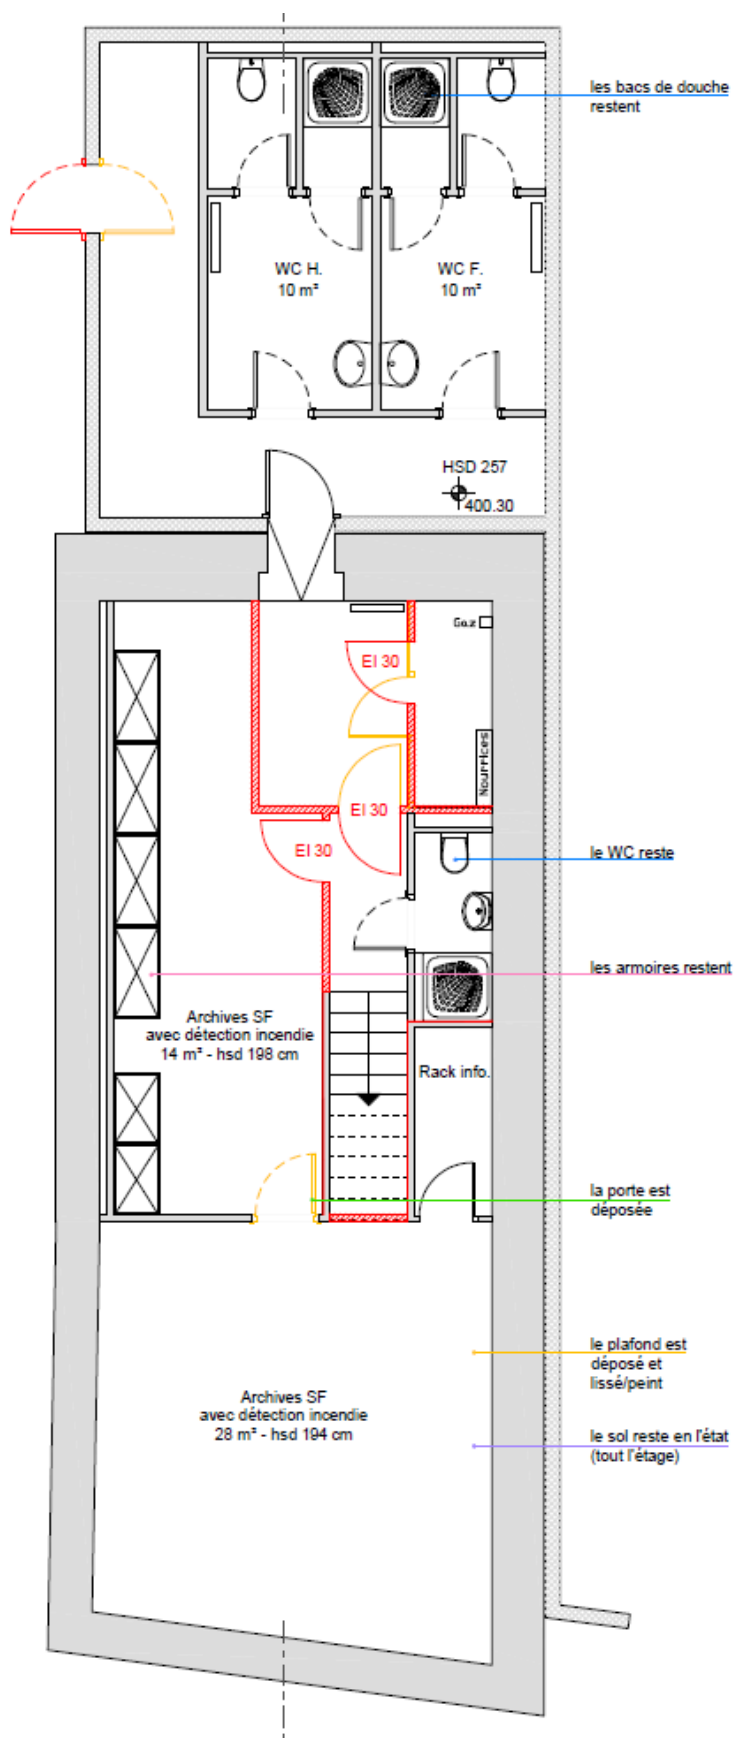 les bacs de douche
restent
WC H.
10 m²
WC F.
10 m²
HSD 257
400.30
Gaz
EI 30
Nourrices
EI 30
EI 30
le WC reste
les armoires restent
Archives SF
avec détection incendie
14 m² - hsd 198 cm
Rack info.
la porte est
déposée
le plafond est
déposé et
lissé/peint
Archives SF
avec détection incendie
28 m² - hsd 194 cm
le sol reste en l'état
(tout l'étage)